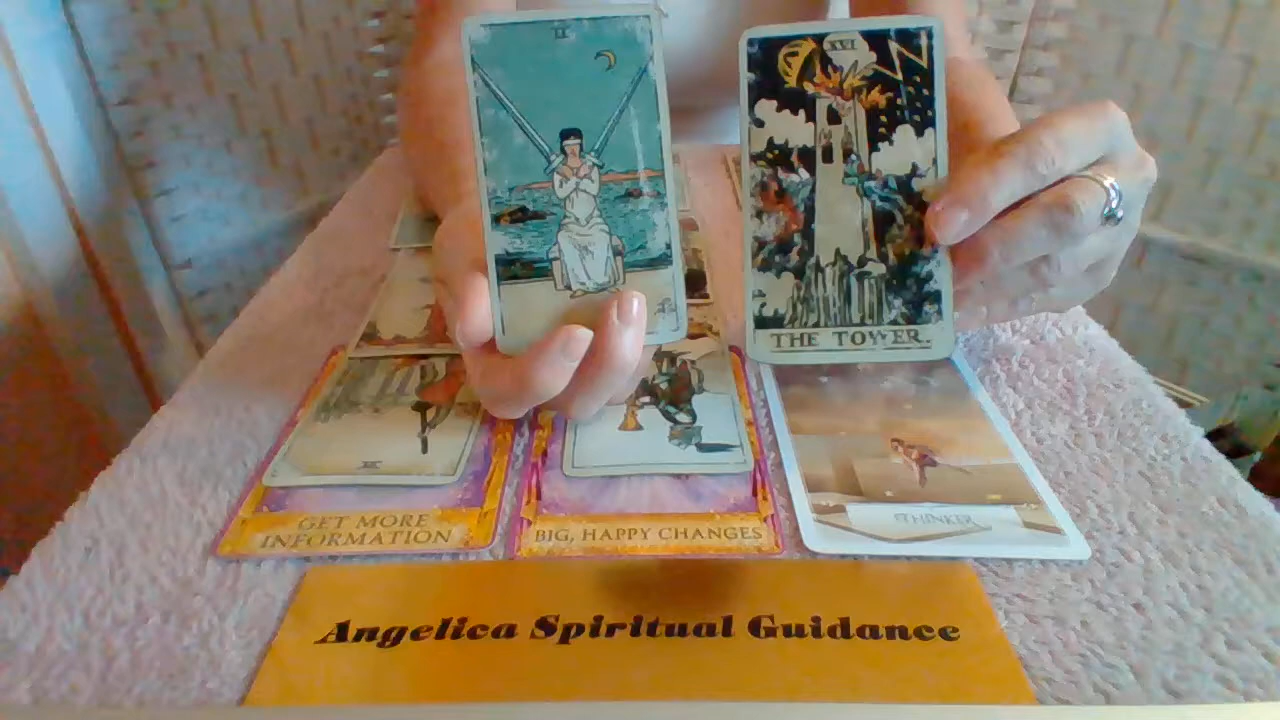 II
XVI
THE TOWER.
GET MORE
INFORMATION
BIG, HAPPY CHANGES
THINKER
Angelica Spiritual Guidance